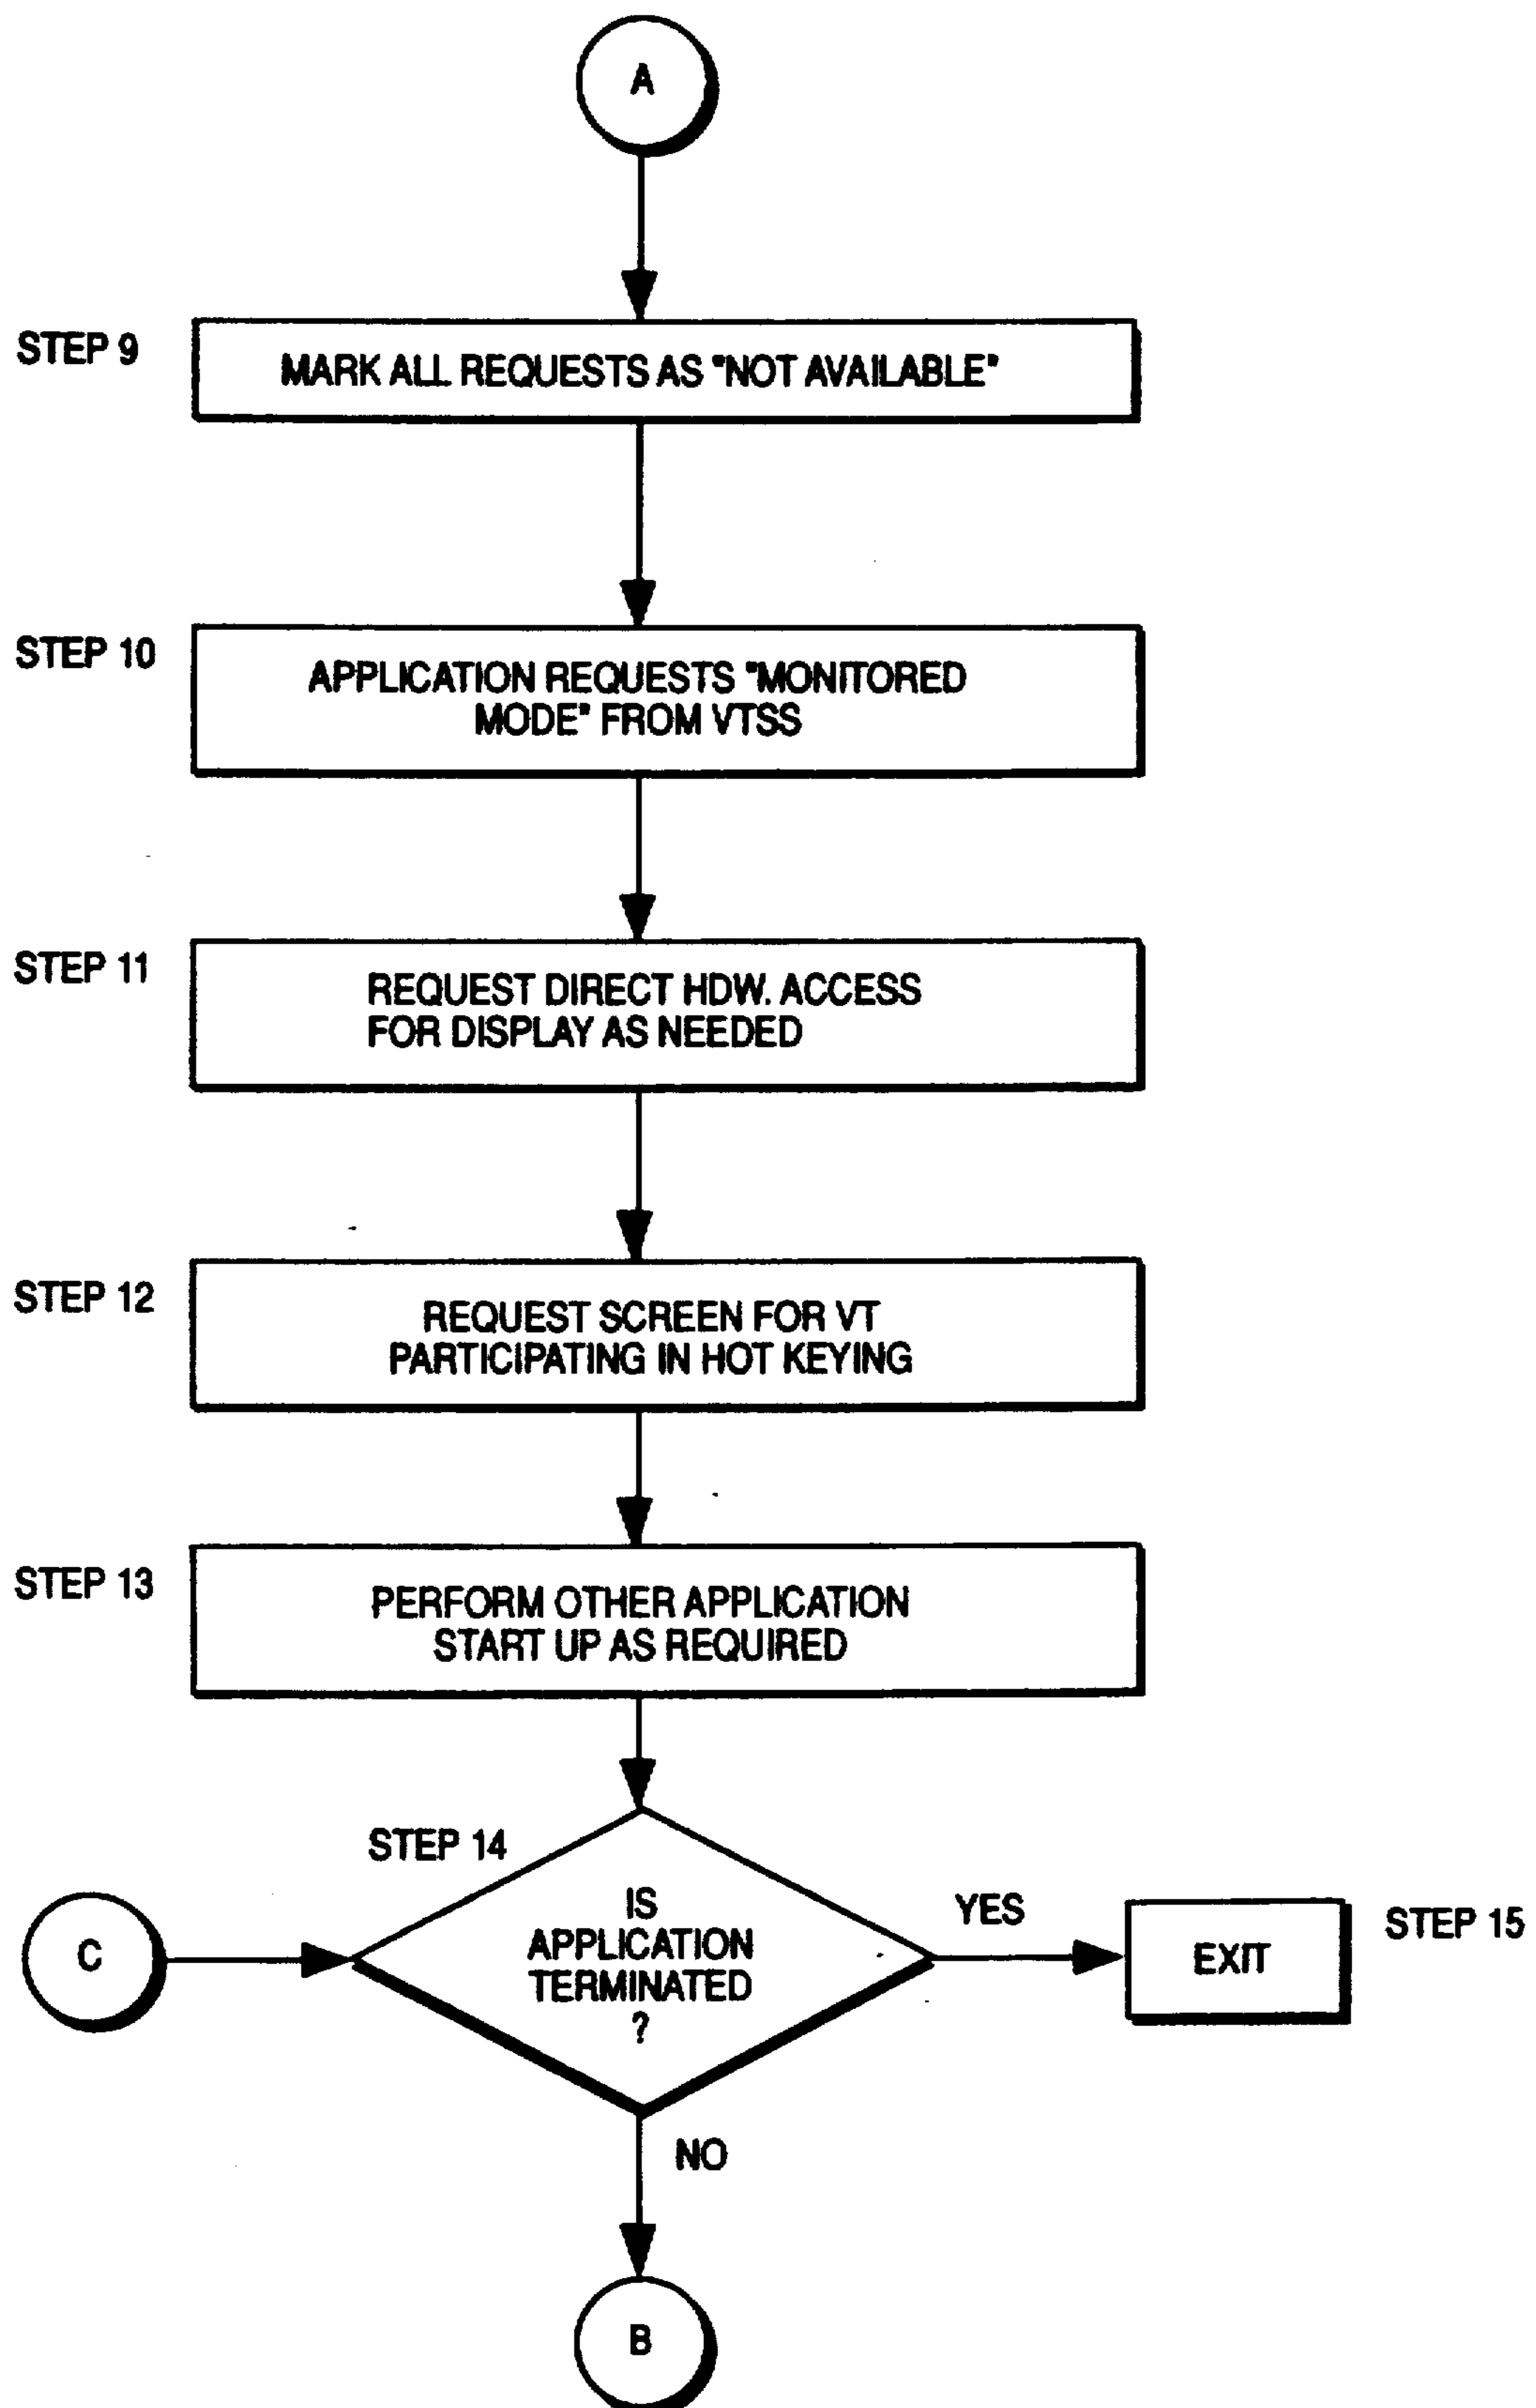 A
STEP 9
MARK ALL REQUESTS AS "NOT AVAILABLE"
STEP 10
APPLICATION REQUESTS "MONITORED
MODE" FROM VTSS
STEP 11
REQUEST DIRECT HDW. ACCESS
FOR DISPLAY AS NEEDED
STEP 12
REQUEST SCREEN FOR VT
PARTICIPATING IN HOT KEYING
STEP 13
PERFORM OTHER APPLICATION
START UP AS REQUIRED
STEP 14
IS
APPLICATION
TERMINATED
?
C
YES
EXIT
STEP 15
NO
B